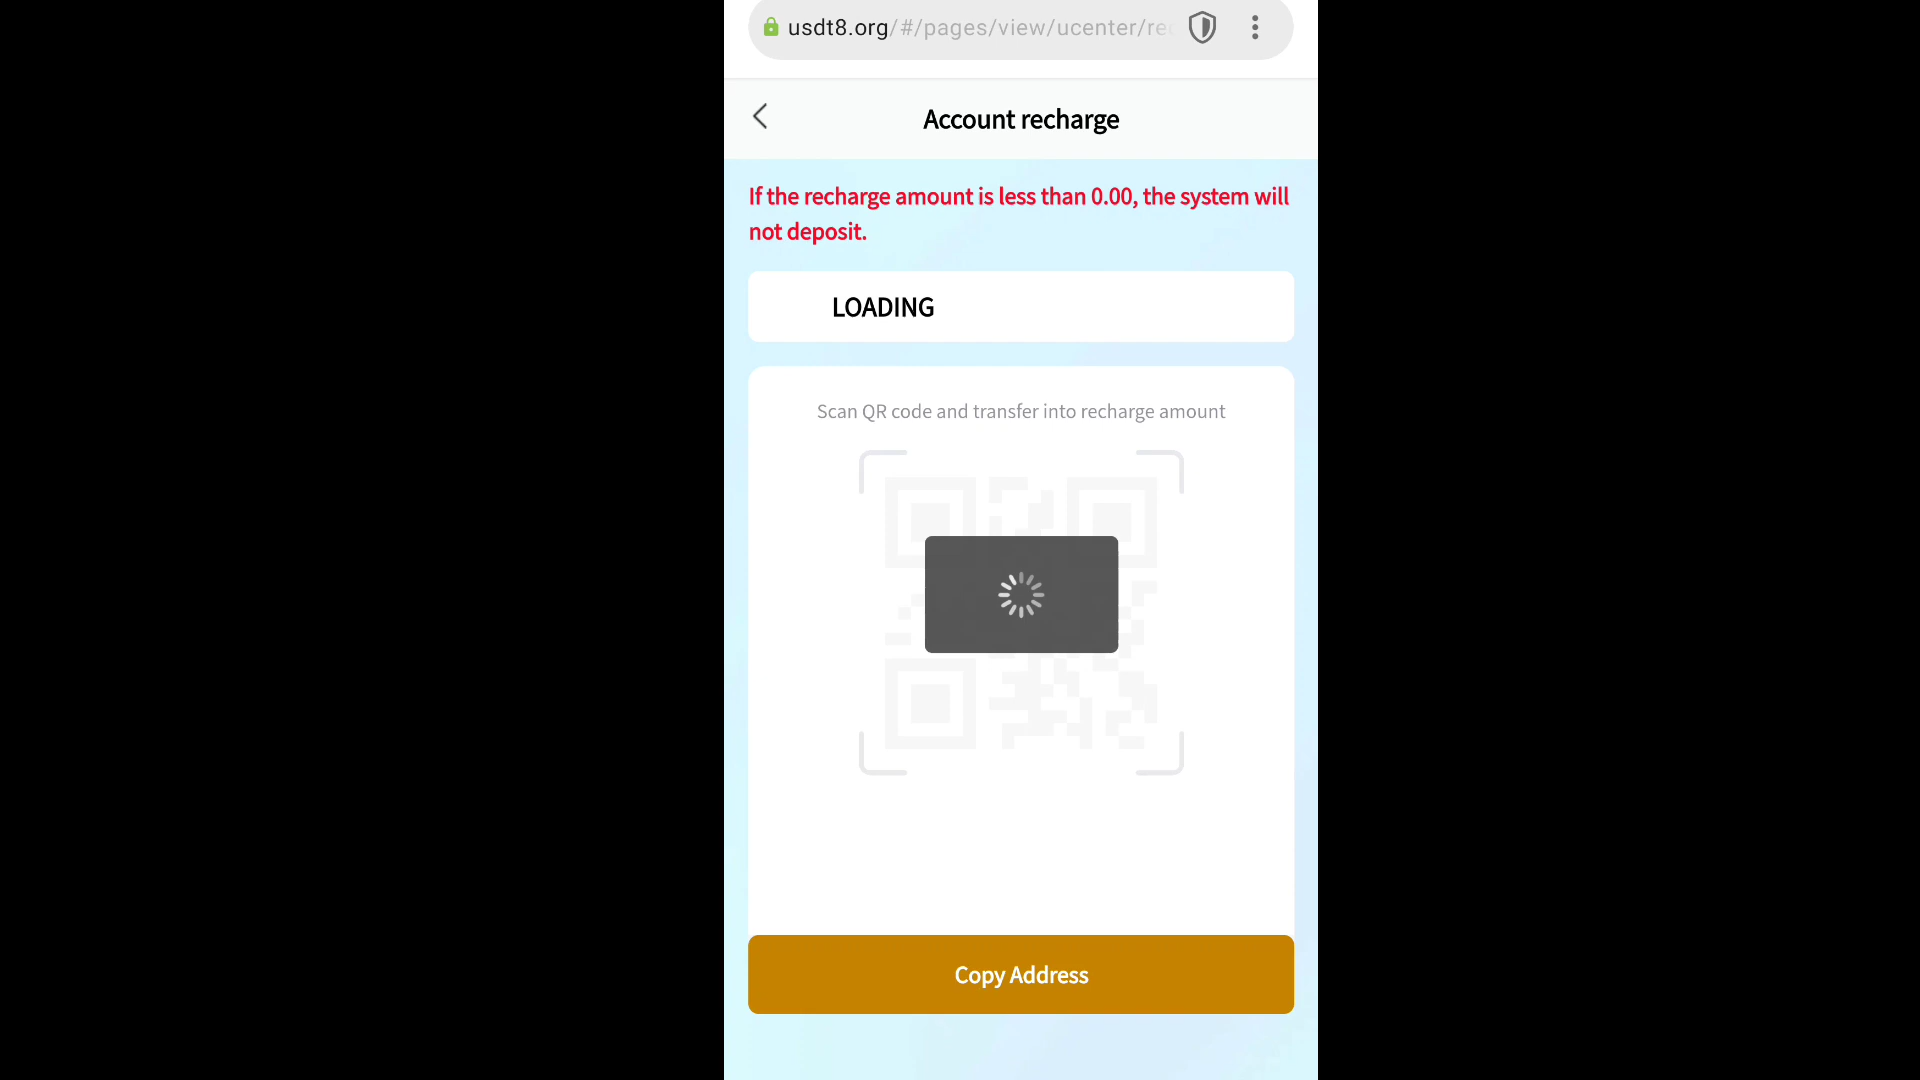 usdt8.org/#/pages/view/ucenter/re
Account recharge
If the recharge amount is less than 0.00, the system will
not deposit.
LOADING
Scan QR code and transfer into recharge amount
Copy Address